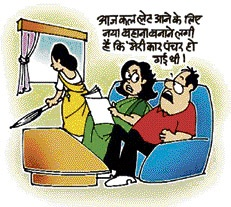 आज कल लेट आने के लिए
नया बहाना बनाने लगी
है कि मेरी कार पंचर हो
गई थी!